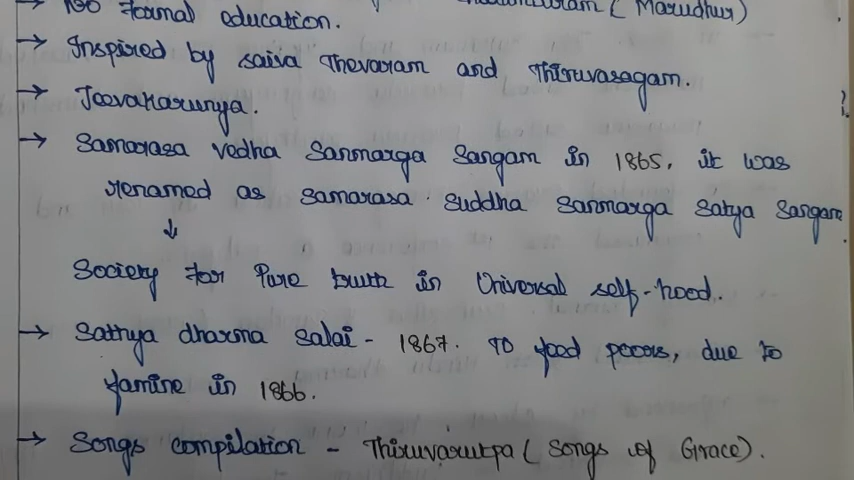 → No formal education. (Marudhur)
→ Inspired by saiva Thevaram and Thiruvasagam.
→ Jeevakarunya.
→ Samarasa vedha Sanmarga Sangam in 1865. it was
renamed as samarasa suddha sanmarga satya sangam.
↓
Society for Pure truth in Universal self-hood.
→ Sathya dharma salai - 1867. To food poors, due to
famine in 1866.
→ Songs compilation - Thiruvarutpa (Songs of Grace).